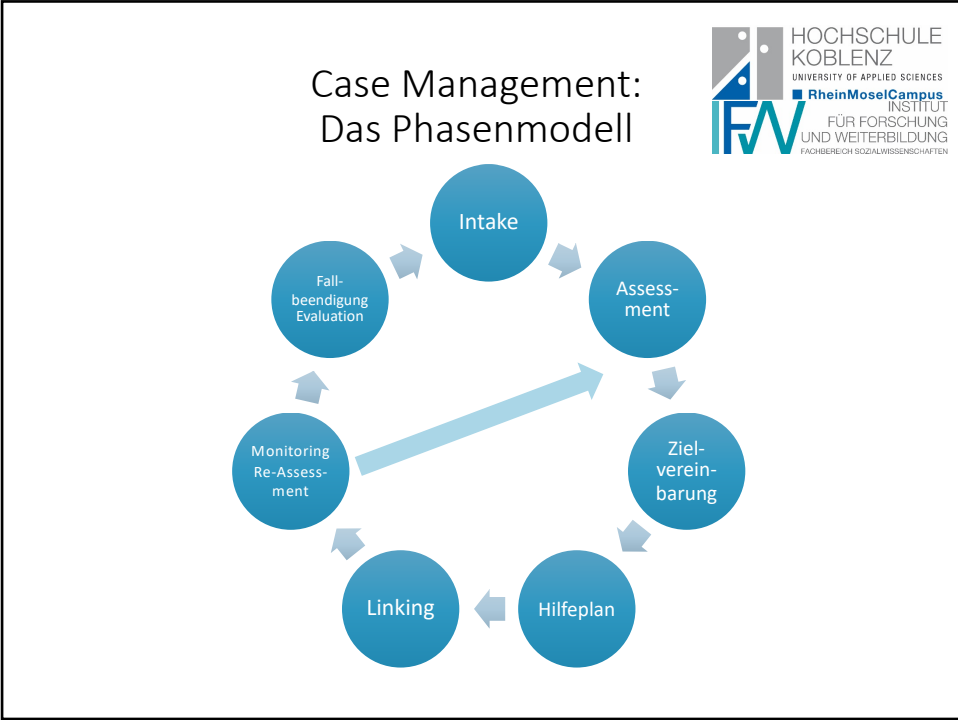 Case Management:
Das Phasenmodell
HOCHSCHULE
KOBLENZ
UNIVERSITY OF APPLIED SCIENCES
RheinMoselCampus
IFW
INSTITUT
FÜR FORSCHUNG
UND WEITERBILDUNG
FACHBEREICH SOZIALWISSENSCHAFTEN
Intake
Assess-
ment
Ziel-
verein-
barung
Hilfeplan
Linking
Monitoring
Re-Assess-
ment
Fall-
beendigung
Evaluation